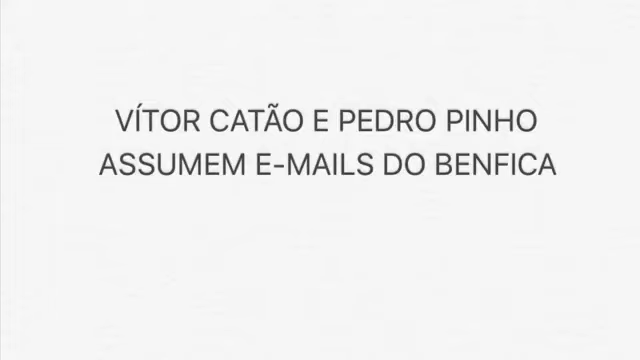 VÍTOR CATÃO E PEDRO PINHO
ASSUMEM E-MAILS DO BENFICA